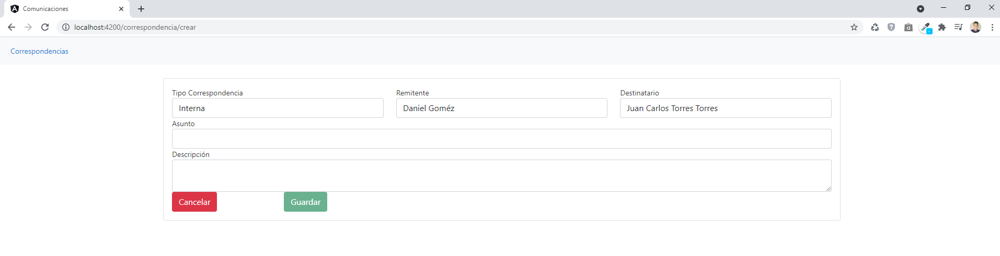 Comunicaciones
localhost:4200/correspondencia/crear
Correspondencias
Tipo Correspondencia Remitente Destinatario
Interna Daniel Goméz Juan Carlos Torres Torres
Asunto
Descripción
Cancelar Guardar